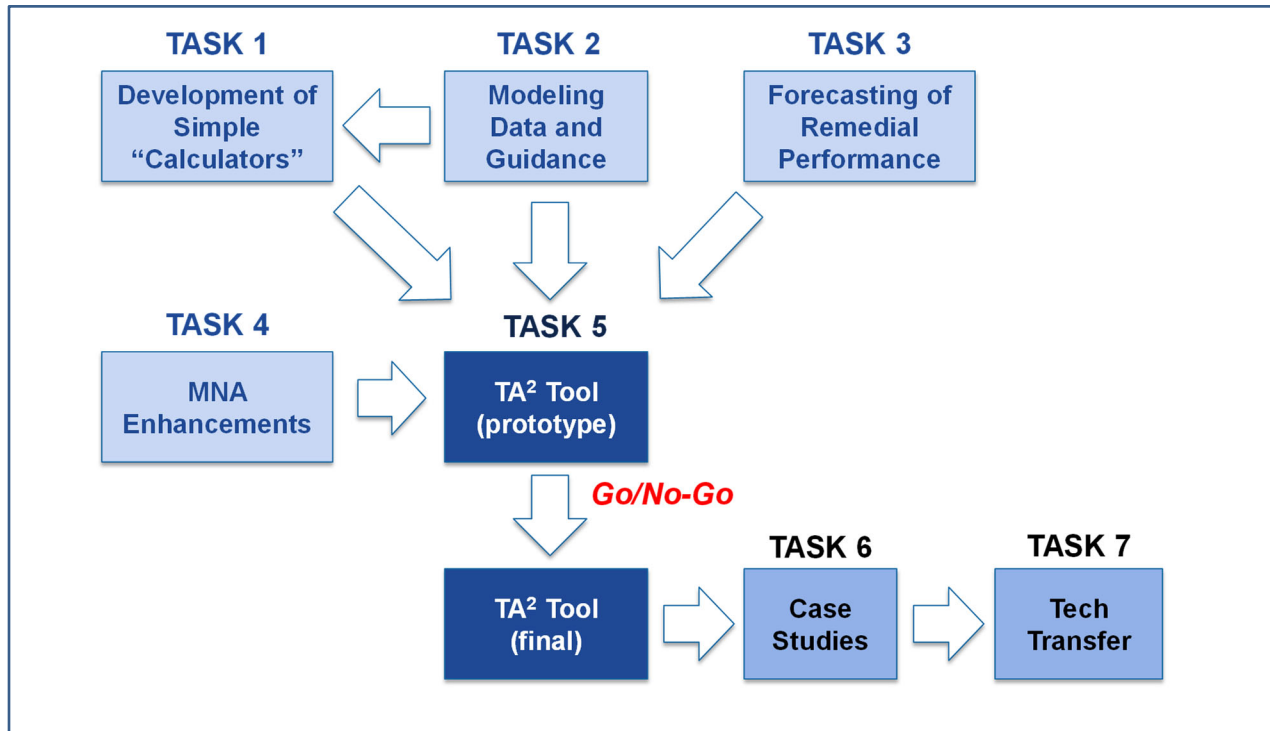 TASK 1
Development of
Simple
“Calculators”
TASK 2
Modeling
Data and
Guidance
TASK 3
Forecasting of
Remedial
Performance
TASK 4
MNA
Enhancements
TASK 5
TA² Tool
(prototype)
Go/No-Go
TA² Tool
(final)
TASK 6
Case
Studies
TASK 7
Tech
Transfer